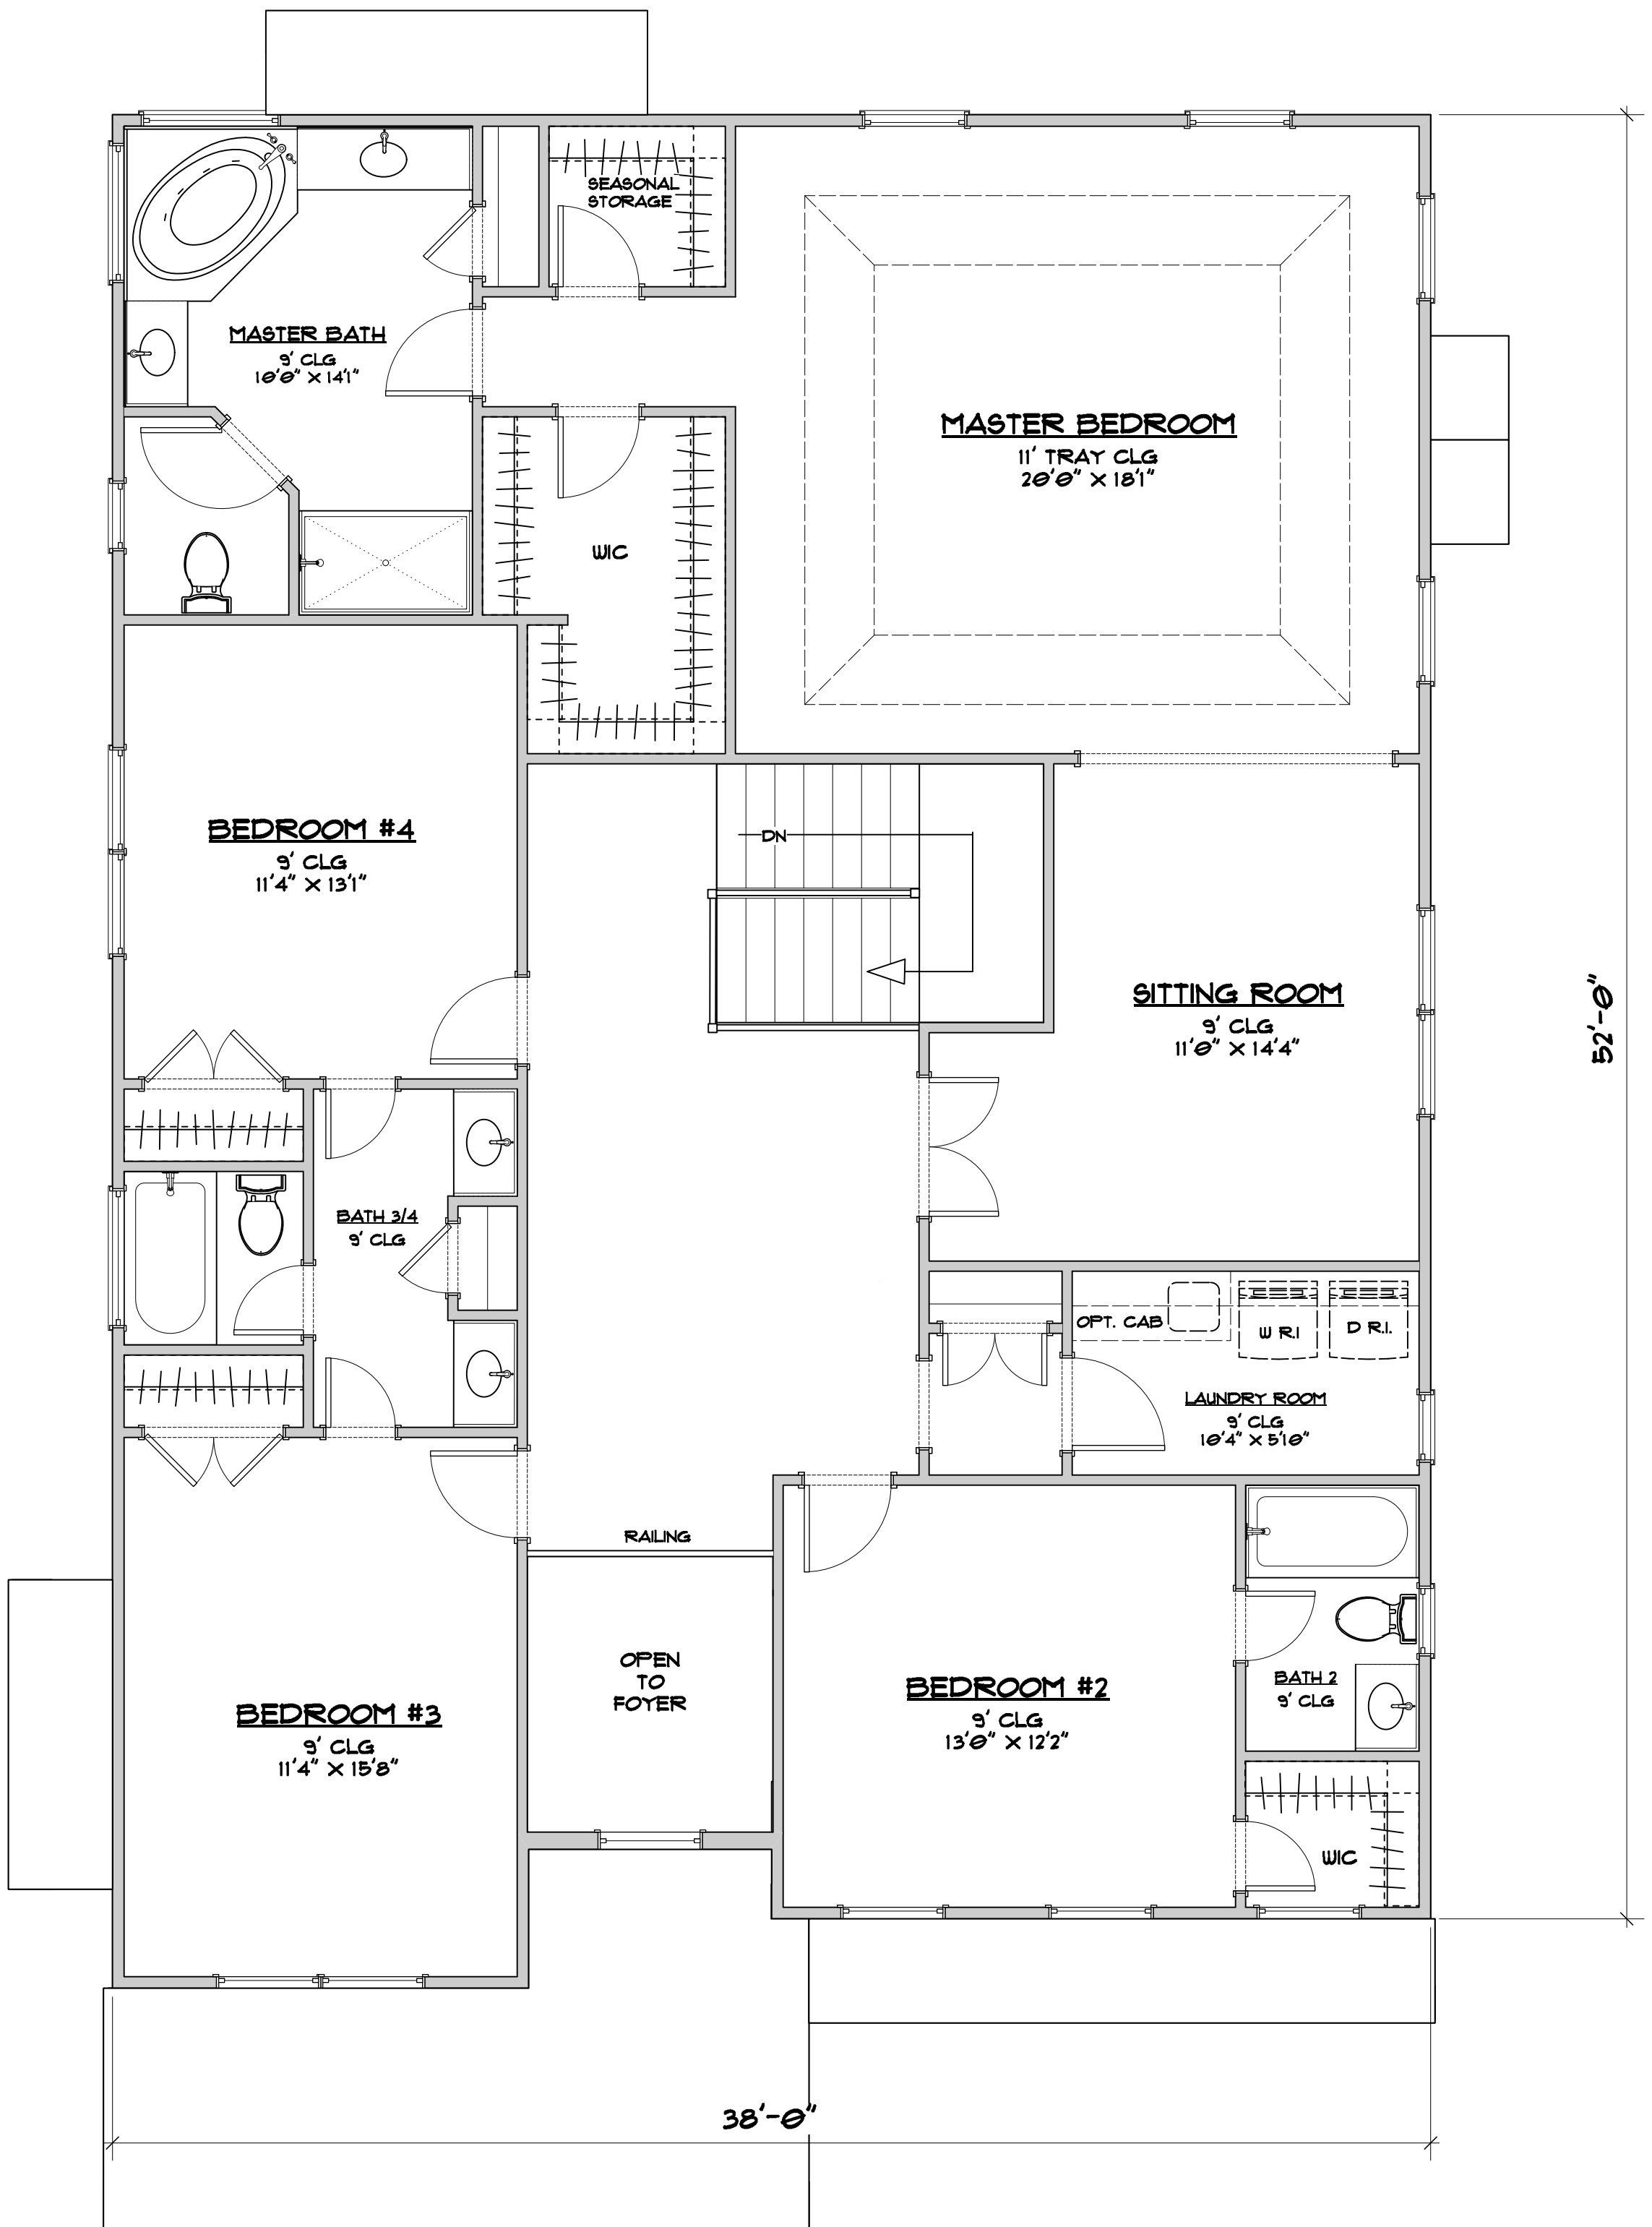 SEASONAL
STORAGE
MASTER BATH
9' CLG
10'0" X 14'1"
MASTER BEDROOM
11' TRAY CLG
20'0" X 18'1"
WIC
BEDROOM #4
9' CLG
11'4" X 13'1"
DN
SITTING ROOM
9' CLG
11'0" X 14'4"
52'-0"
BATH 3/4
9' CLG
OPT. CAB
W R.I
D R.I.
LAUNDRY ROOM
9' CLG
10'4" X 5'10"
RAILING
OPEN
TO
FOYER
BEDROOM #3
9' CLG
11'4" X 15'8"
BEDROOM #2
9' CLG
13'0" X 12'2"
BATH 2
9' CLG
WIC
38'-0"